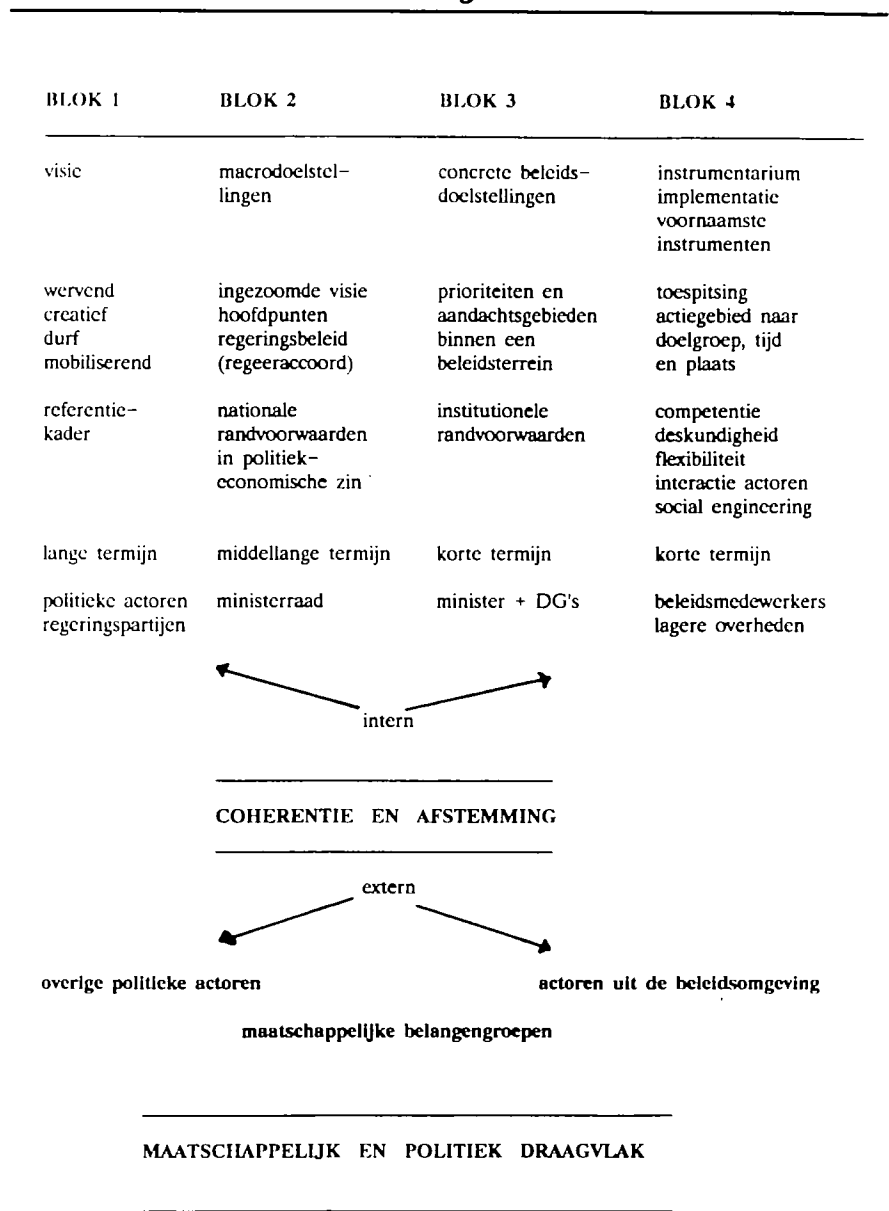 BLOK 1 BLOK 2 BLOK 3 BLOK 4
visie macrodoelstel- concrete beleids- instrumentarium
lingen doelstellingen implementatie
voornaamste
instrumenten
wervend ingezoomde visie prioriteiten en toespitsing
creatief hoofdpunten aandachtsgebieden actiegebied naar
durf regeringsbeleid binnen een doelgroep, tijd
mobiliserend (regeeraccoord) beleidsterrein en plaats
referentie- nationale institutionele competentie
kader randvoorwaarden randvoorwaarden deskundigheid
in politiek- flexibiliteit
economische zin interactie actoren
social engineering
lange termijn middellange termijn korte termijn korte termijn
politieke actoren ministerraad minister + DG's beleidsmedewerkers
regeringspartijen lagere overheden
intern
COHERENTIE EN AFSTEMMING
extern
overige politieke actoren actoren uit de beleidsomgeving
maatschappelijke belangengroepen
MAATSCHAPPELIJK EN POLITIEK DRAAGVLAK